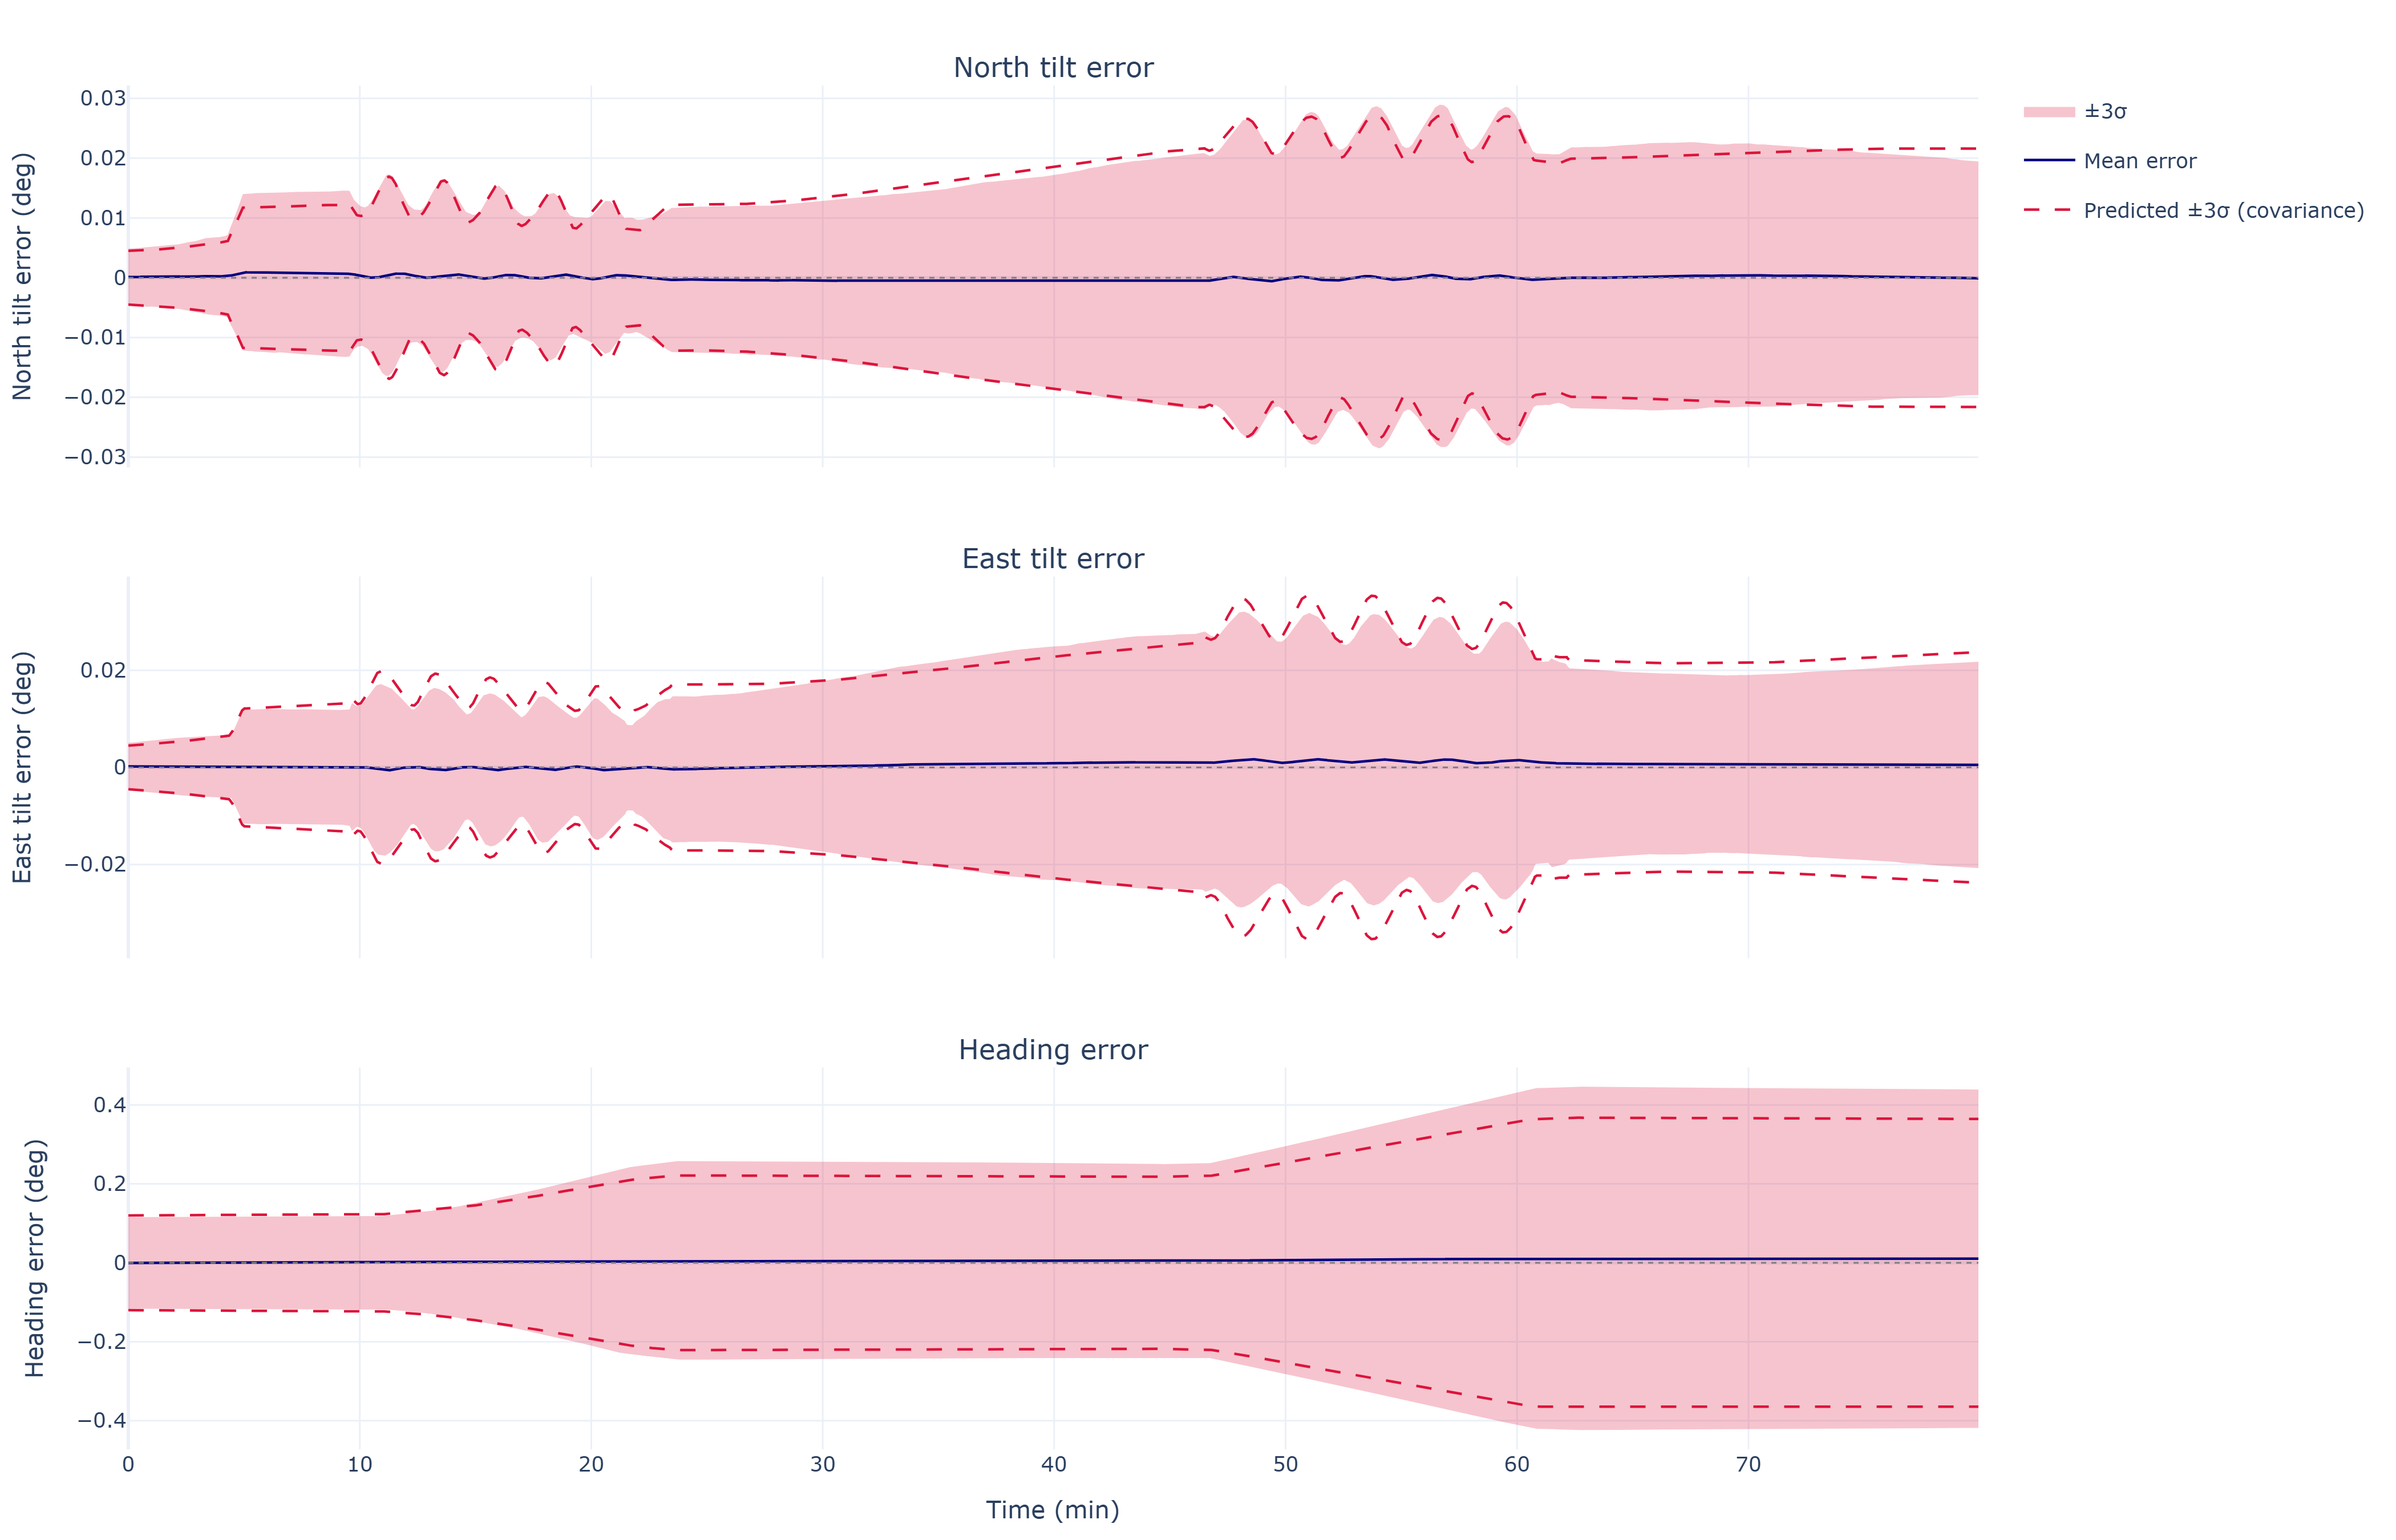 North tilt error
0.03
0.02
0.01
0
−0.01
−0.02
−0.03
North tilt error (deg)
±3σ
Mean error
Predicted ±3σ (covariance)
East tilt error
0.02
0
−0.02
East tilt error (deg)
Heading error
0.4
0.2
0
−0.2
−0.4
Heading error (deg)
0 10 20 30 40 50 60 70
Time (min)